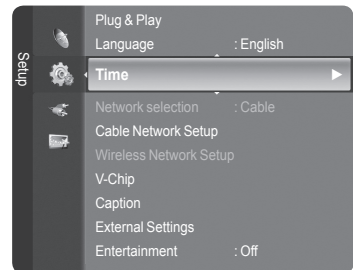 Setup
Plug & Play
Language : English
Time
Network selection : Cable
Cable Network Setup
Wireless Network Setup
V-Chip
Caption
External Settings
Entertainment : Off